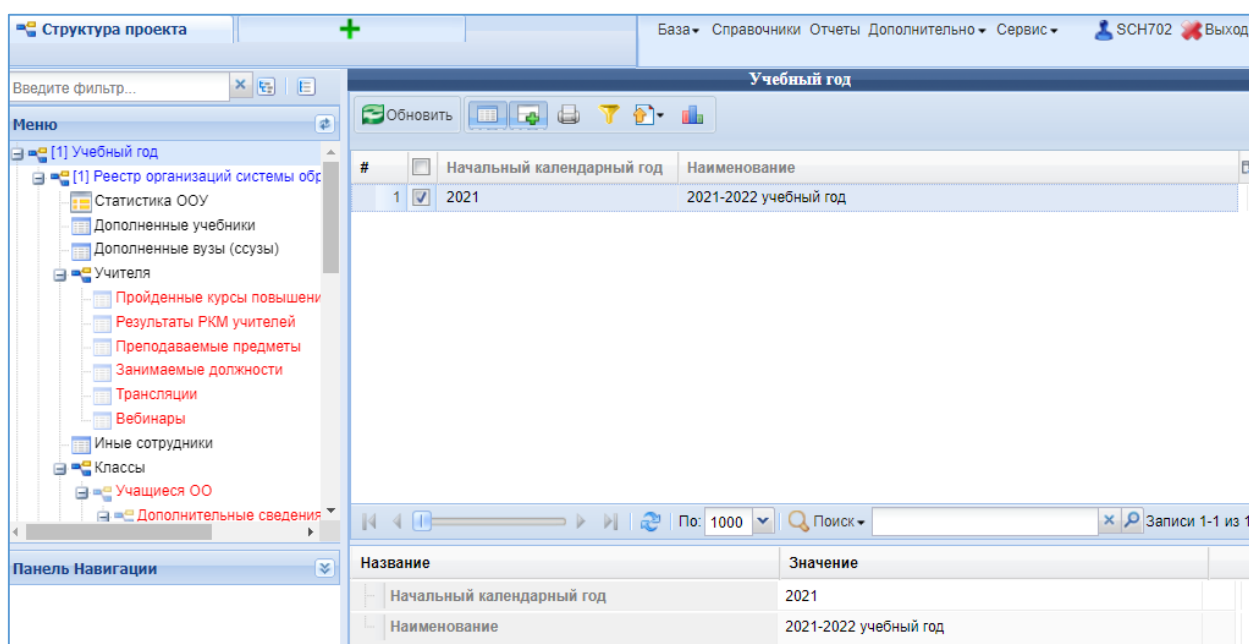 Структура проекта
База Справочники Отчеты Дополнительно Сервис SCH702 Выход
Введите фильтр...
Учебный год
Меню
Обновить
[1] Учебный год
[1] Реестр организаций системы обр
Статистика ООУ
Дополненные учебники
Дополненные вузы (ссузы)
Учителя
Пройденные курсы повышени
Результаты РКМ учителей
Преподаваемые предметы
Занимаемые должности
Трансляции
Вебинары
Иные сотрудники
Классы
Учащиеся ОО
Дополнительные сведения
# Начальный календарный год Наименование
1 2021 2021-2022 учебный год
По: 1000 Поиск Записи 1-1 из 1
Панель Навигации
Название Значение
Начальный календарный год 2021
Наименование 2021-2022 учебный год